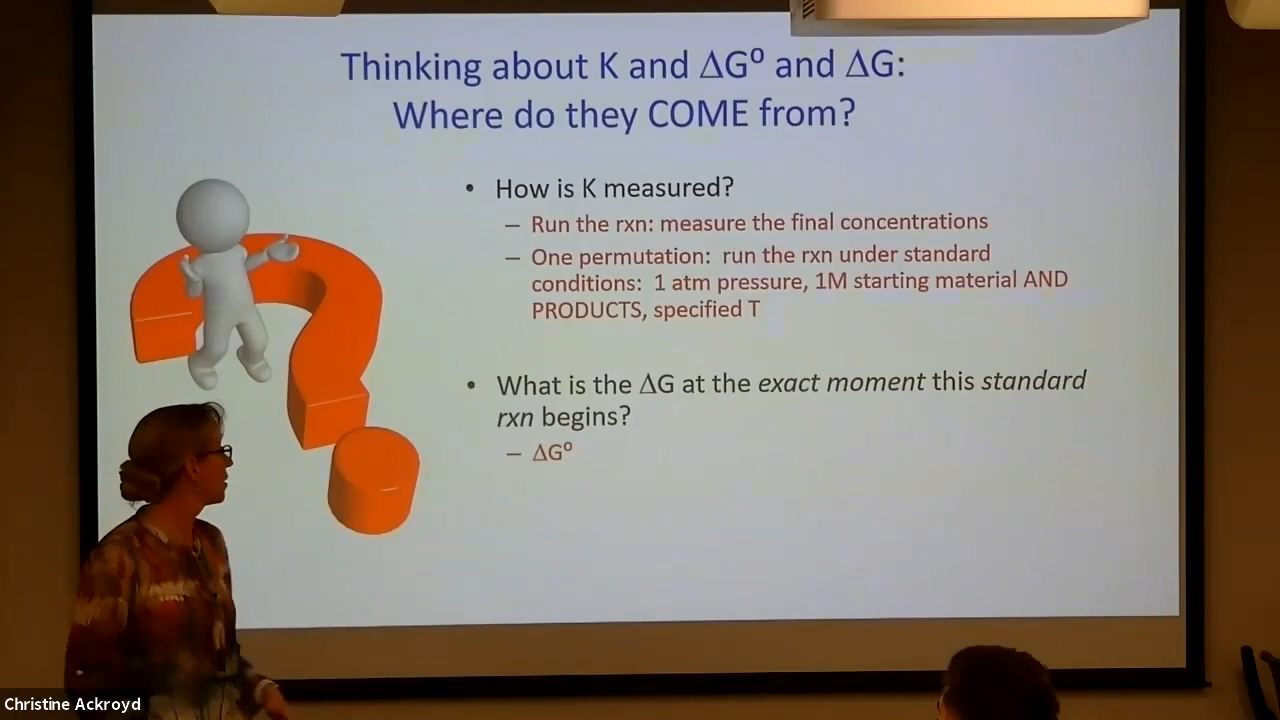 Thinking about K and ΔGº and ΔG:
Where do they COME from?
• How is K measured?
– Run the rxn: measure the final concentrations
– One permutation: run the rxn under standard
conditions: 1 atm pressure, 1M starting material AND
PRODUCTS, specified T
• What is the ΔG at the exact moment this standard
rxn begins?
– ΔGº
Christine Ackroyd